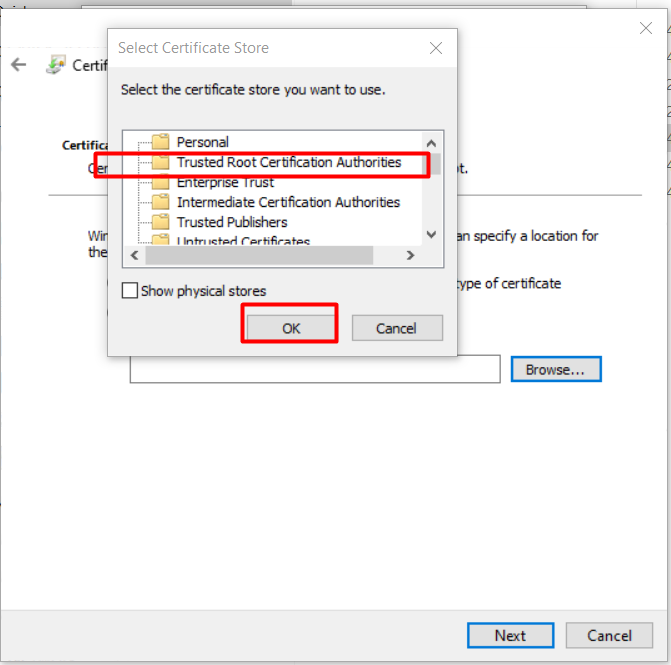 Select Certificate Store
Certif
Select the certificate store you want to use.
Personal
Trusted Root Certification Authorities
Enterprise Trust
Intermediate Certification Authorities
Trusted Publishers
Untrusted Certificates
Show physical stores
OK
Cancel
Certifica
Cer
Win
an specify a location for
the
ype of certificate
Browse...
Next
Cancel